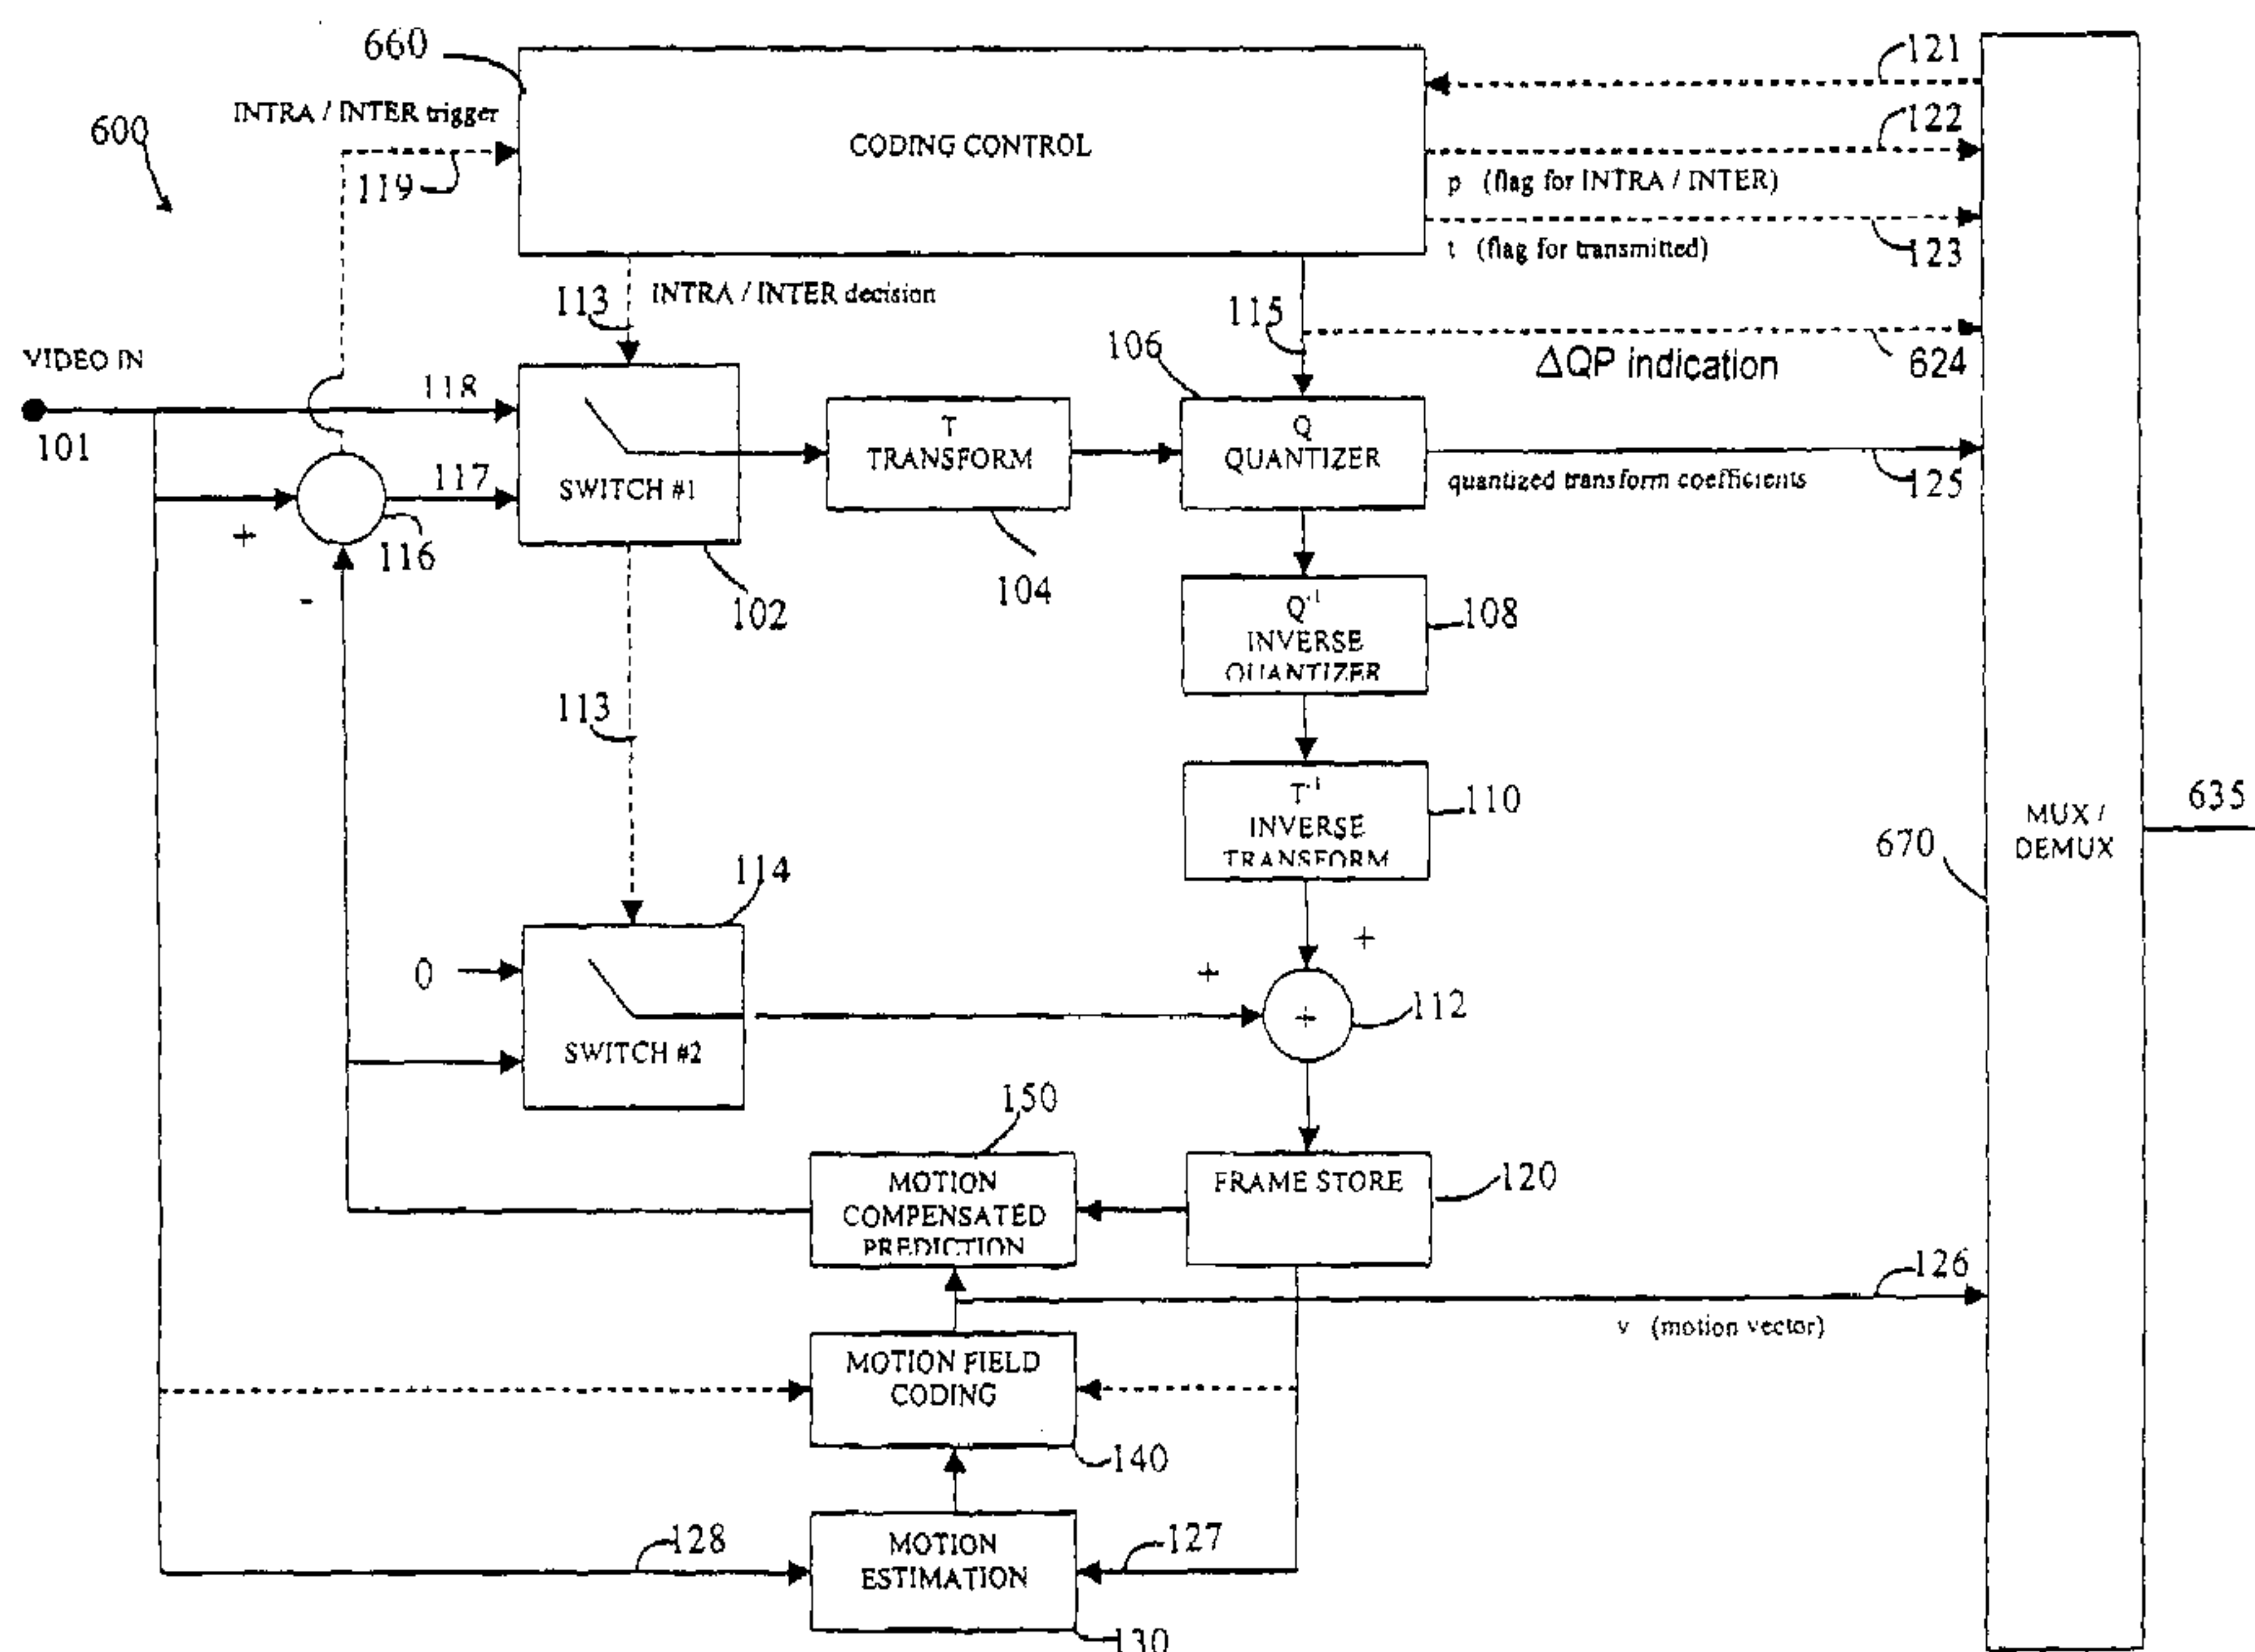 660
121
INTRA / INTER trigger
600
122
CODING CONTROL
119
p (flag for INTRA / INTER)
t (flag for transmitted)
123
113
INTRA / INTER decision
115
VIDEO IN
106
ΔQP indication
624
118
101
T
TRANSFORM
Q
QUANTIZER
117
SWITCH #1
quantized transform coefficients
125
+
116
-
102
104
Q-1
INVERSE
QUANTIZER
108
113
T-1
INVERSE
TRANSFORM
110
635
MUX /
DEMUX
670
114
+
0
+
+
112
SWITCH #2
150
MOTION
COMPENSATED
PREDICTION
FRAME STORE
120
126
v (motion vector)
MOTION FIELD
CODING
140
128
127
MOTION
ESTIMATION
130